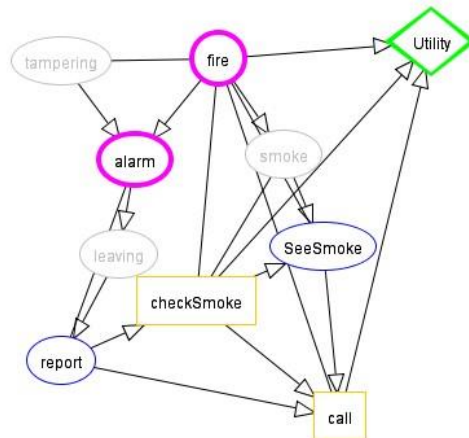 Utility
tampering
fire
alarm
smoke
leaving
SeeSmoke
checkSmoke
report
call